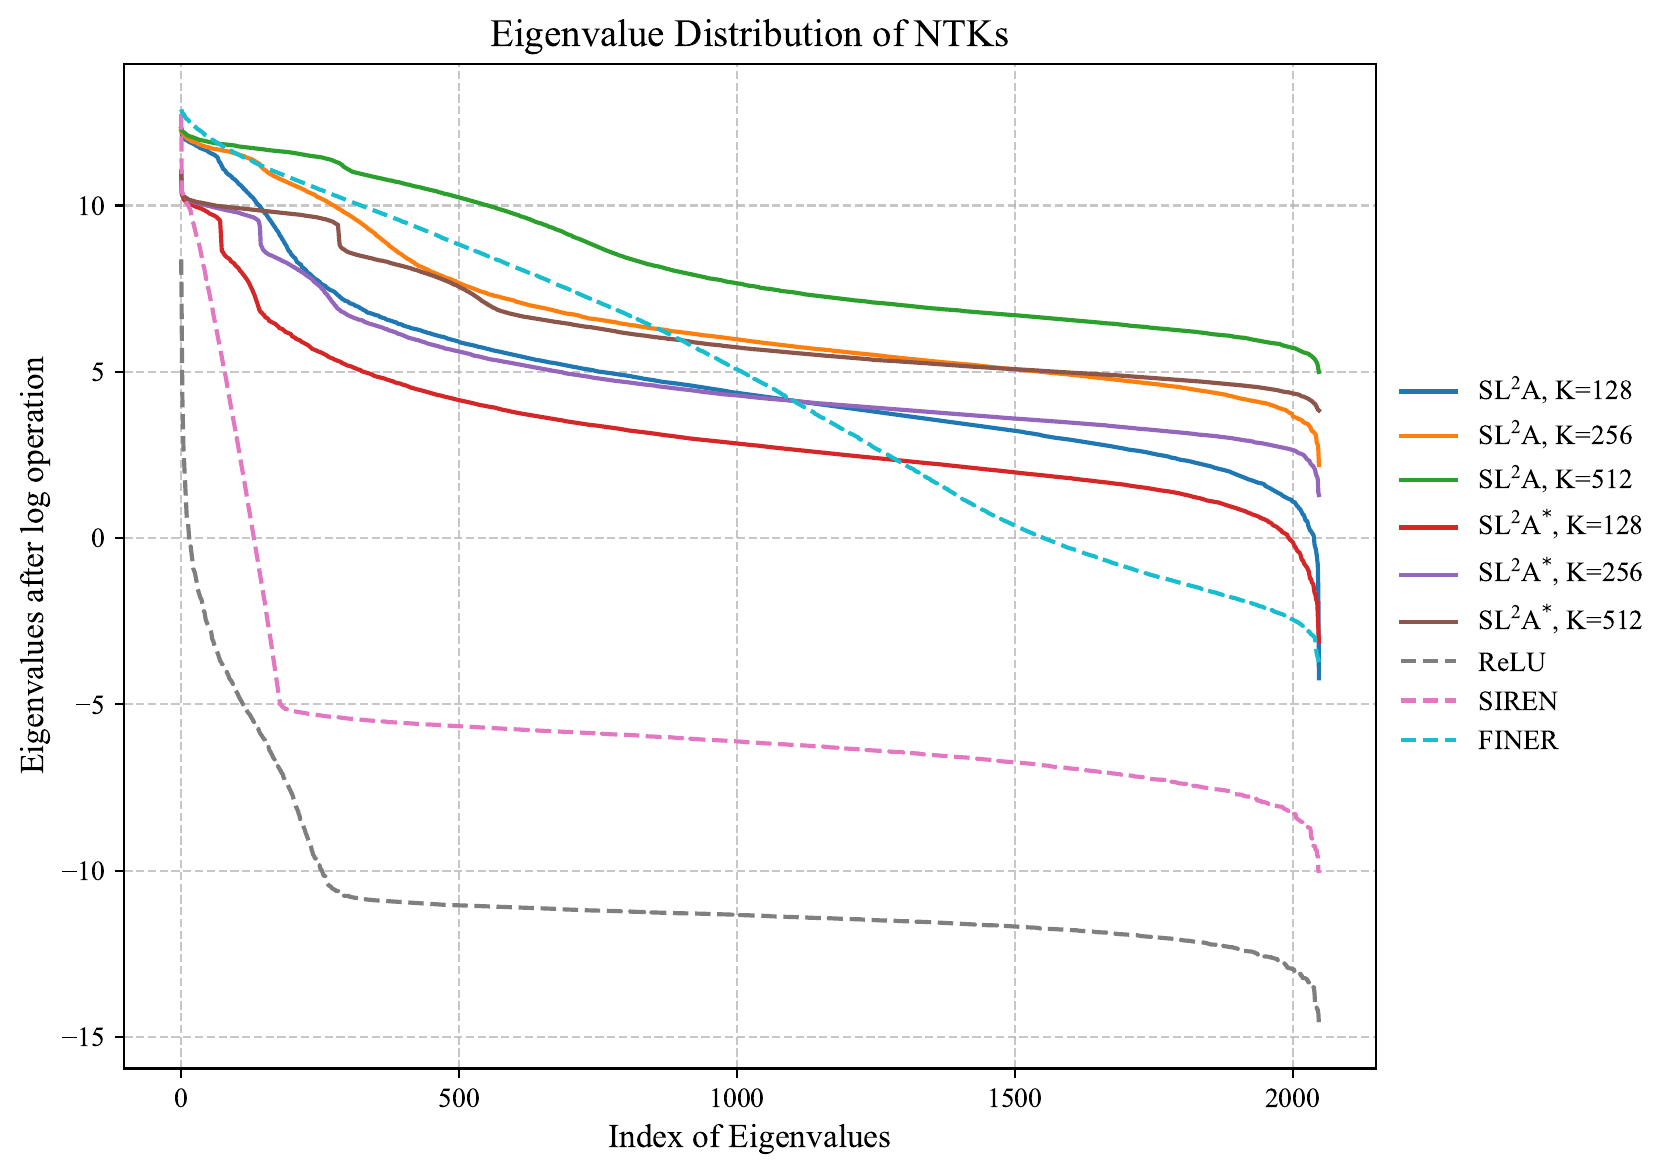 Eigenvalue Distribution of NTKs
Eigenvalues after log operation
10
5
0
−5
−10
−15
0
500
1000
1500
2000
Index of Eigenvalues
SL²A, K=128
SL²A, K=256
SL²A, K=512
SL²A*, K=128
SL²A*, K=256
SL²A*, K=512
ReLU
SIREN
FINER